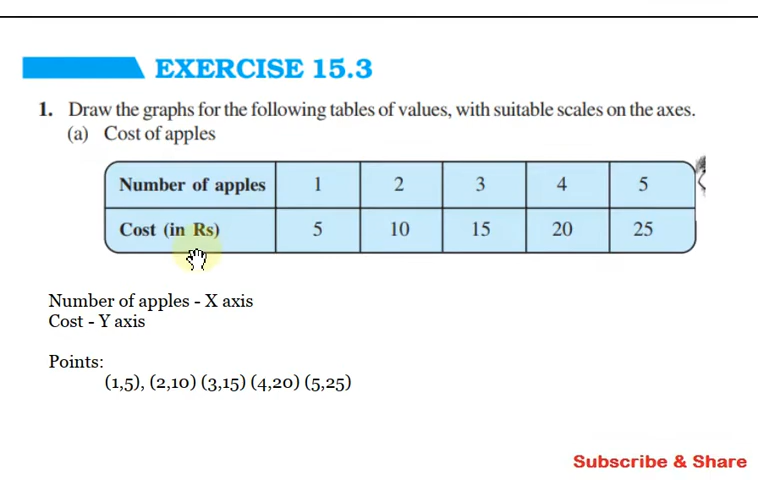 EXERCISE 15.3
1. Draw the graphs for the following tables of values, with suitable scales on the axes.
(a) Cost of apples
Number of apples 1 2 3 4 5
Cost (in Rs) 5 10 15 20 25
Number of apples - X axis
Cost - Y axis
Points:
(1,5), (2,10) (3,15) (4,20) (5,25)
Subscribe & Share